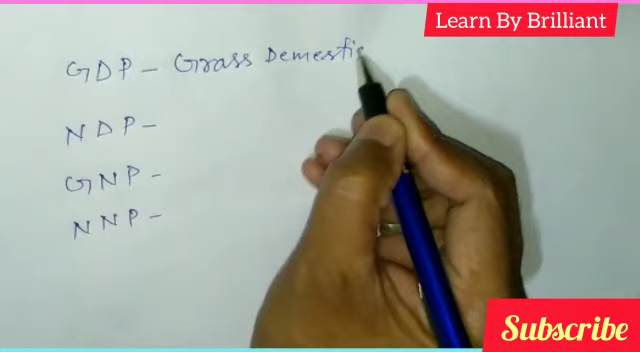 Learn By Brilliant
GDP - Grass Demestic
NDP -
GNP -
NNP -
Subscribe